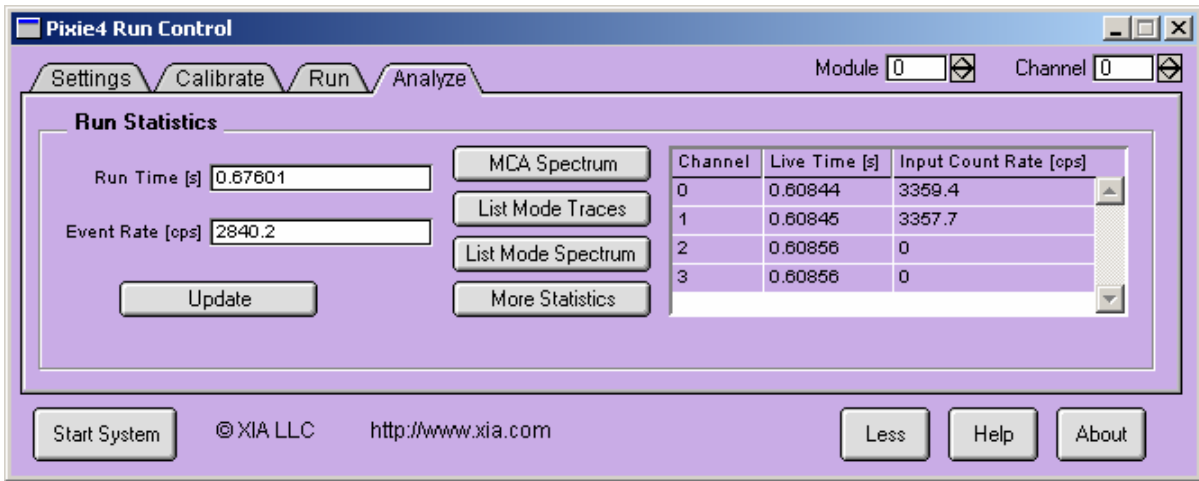 Pixie4 Run Control
Settings Calibrate Run Analyze Module 0 Channel 0
Run Statistics
Run Time [s] 0.67601
Event Rate [cps] 2840.2
Update
MCA Spectrum
List Mode Traces
List Mode Spectrum
More Statistics
Channel Live Time [s] Input Count Rate [cps]
0 0.60844 3359.4
1 0.60845 3357.7
2 0.60856 0
3 0.60856 0
Start System © XIA LLC http://www.xia.com Less Help About